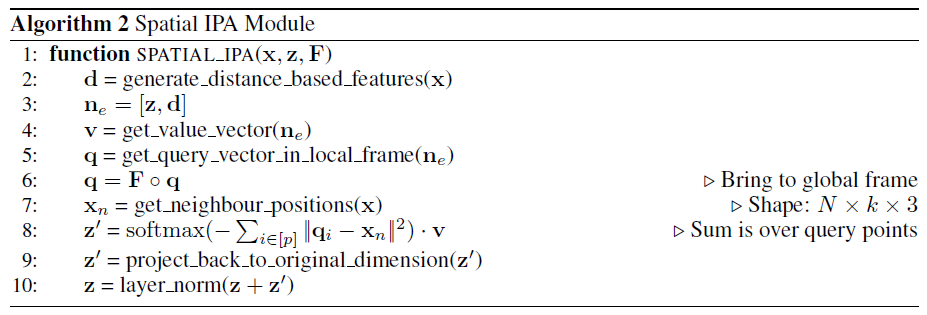 Algorithm 2 Spatial IPA Module
1: function SPATIAL_IPA(x, z, F)
2: d = generate_distance_based_features(x)
3: n_e = [z, d]
4: v = get_value_vector(n_e)
5: q = get_query_vector_in_local_frame(n_e)
6: q = F ∘ q ▷ Bring to global frame
7: x_n = get_neighbour_positions(x) ▷ Shape: N × k × 3
8: z′ = softmax(−∑_{i∈[p]} ‖q_i − x_n‖²) · v ▷ Sum is over query points
9: z′ = project_back_to_original_dimension(z′)
10: z = layer_norm(z + z′)